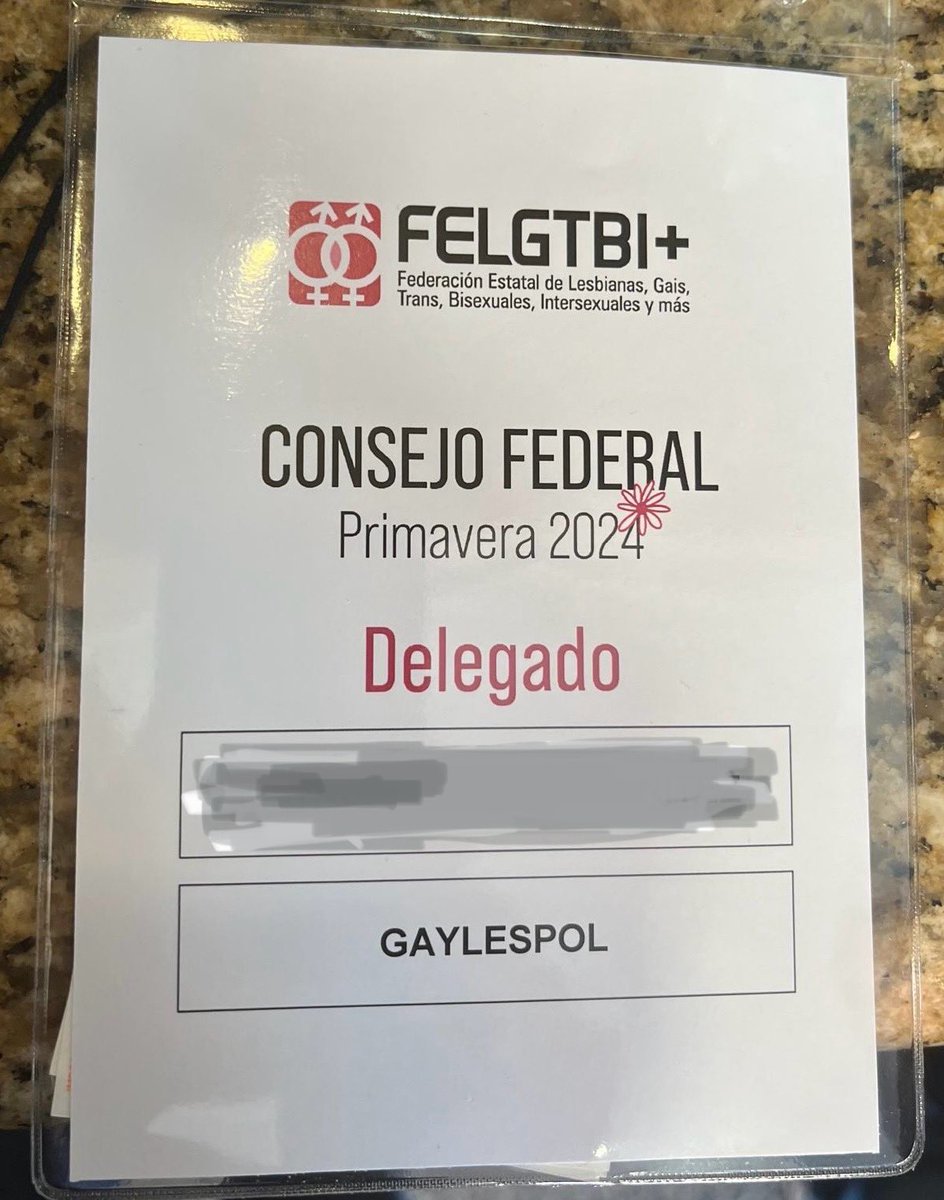 FELGTBI+
Federación Estatal de Lesbianas, Gais,
Trans, Bisexuales, Intersexuales y más
CONSEJO FEDERAL
Primavera 2024
Delegado
GAYLESPOL